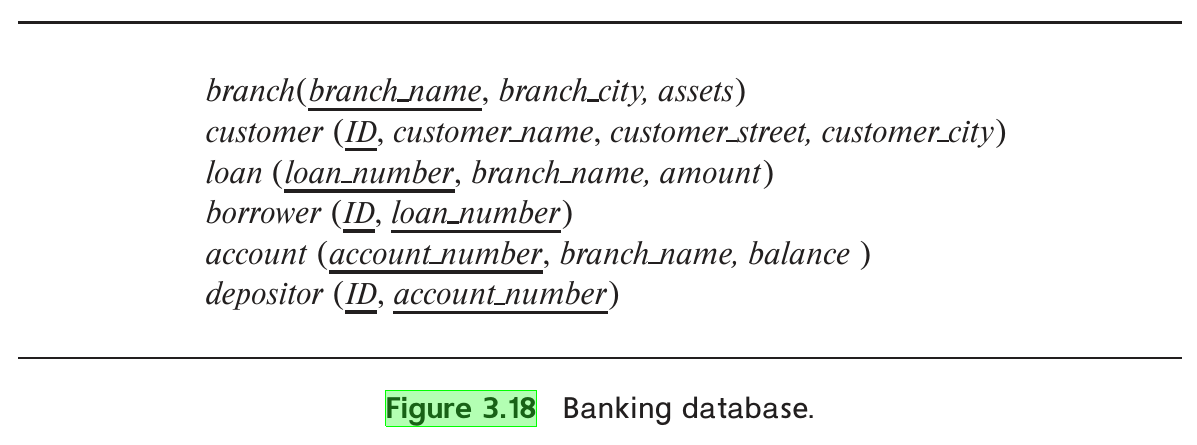 branch(branch_name, branch_city, assets)
customer (ID, customer_name, customer_street, customer_city)
loan (loan_number, branch_name, amount)
borrower (ID, loan_number)
account (account_number, branch_name, balance )
depositor (ID, account_number)
Figure 3.18 Banking database.